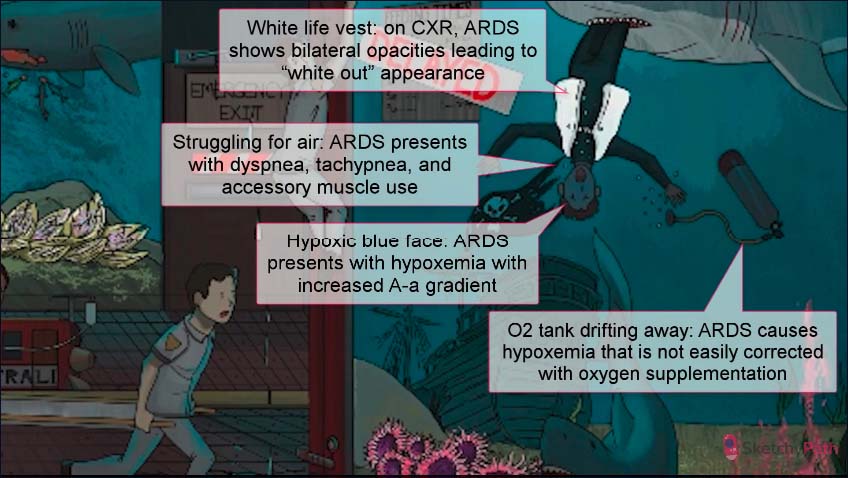 White life vest: on CXR, ARDS
shows bilateral opacities leading to
“white out” appearance
DELAYED
EMERGENCY
EXIT
Struggling for air: ARDS presents
with dyspnea, tachypnea, and
accessory muscle use
Hypoxic blue face: ARDS
presents with hypoxemia with
increased A-a gradient
O2 tank drifting away: ARDS causes
hypoxemia that is not easily corrected
with oxygen supplementation
TRALI